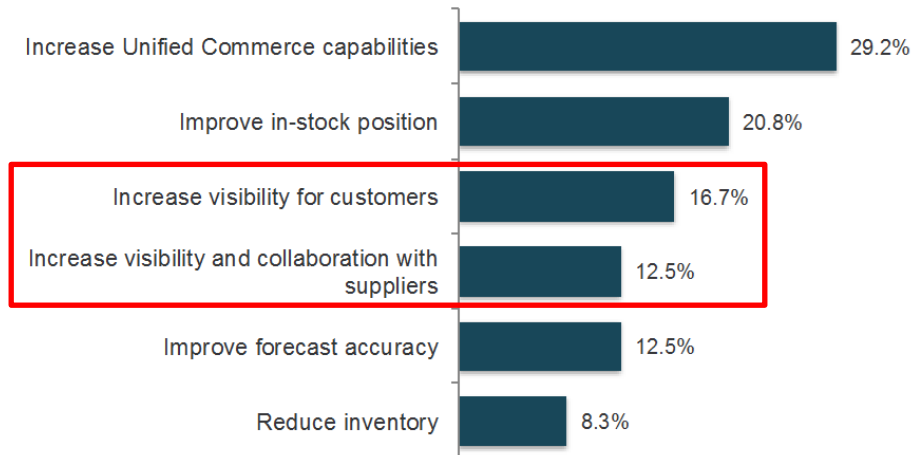 Increase Unified Commerce capabilities 29.2%
Improve in-stock position 20.8%
Increase visibility for customers 16.7%
Increase visibility and collaboration with
suppliers 12.5%
Improve forecast accuracy 12.5%
Reduce inventory 8.3%